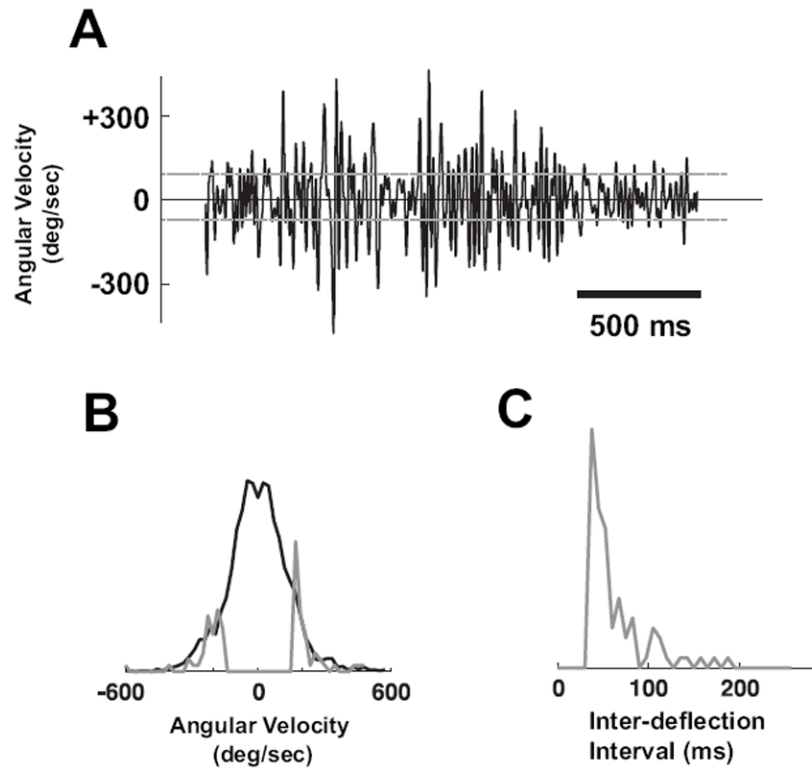 A
Angular Velocity
(deg/sec)
+300
0
-300
500 ms
B
-600 0 600
Angular Velocity
(deg/sec)
C
0 100 200
Inter-deflection
Interval (ms)